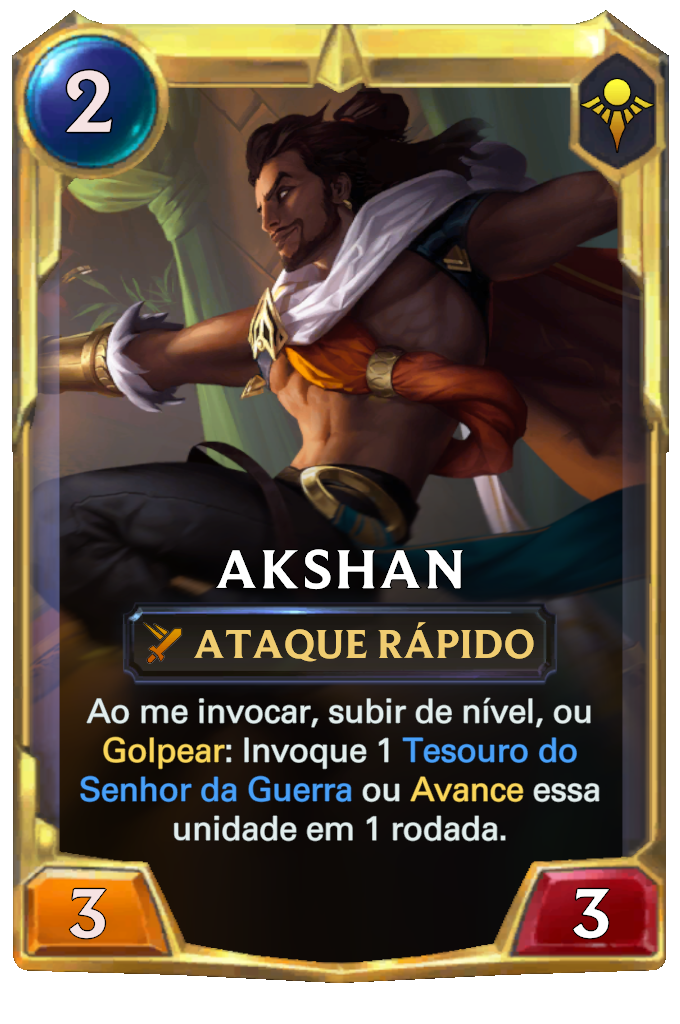 2
AKSHAN
ATAQUE RÁPIDO
Ao me invocar, subir de nível, ou
Golpear: Invoque 1 Tesouro do
Senhor da Guerra ou Avance essa
unidade em 1 rodada.
3
3